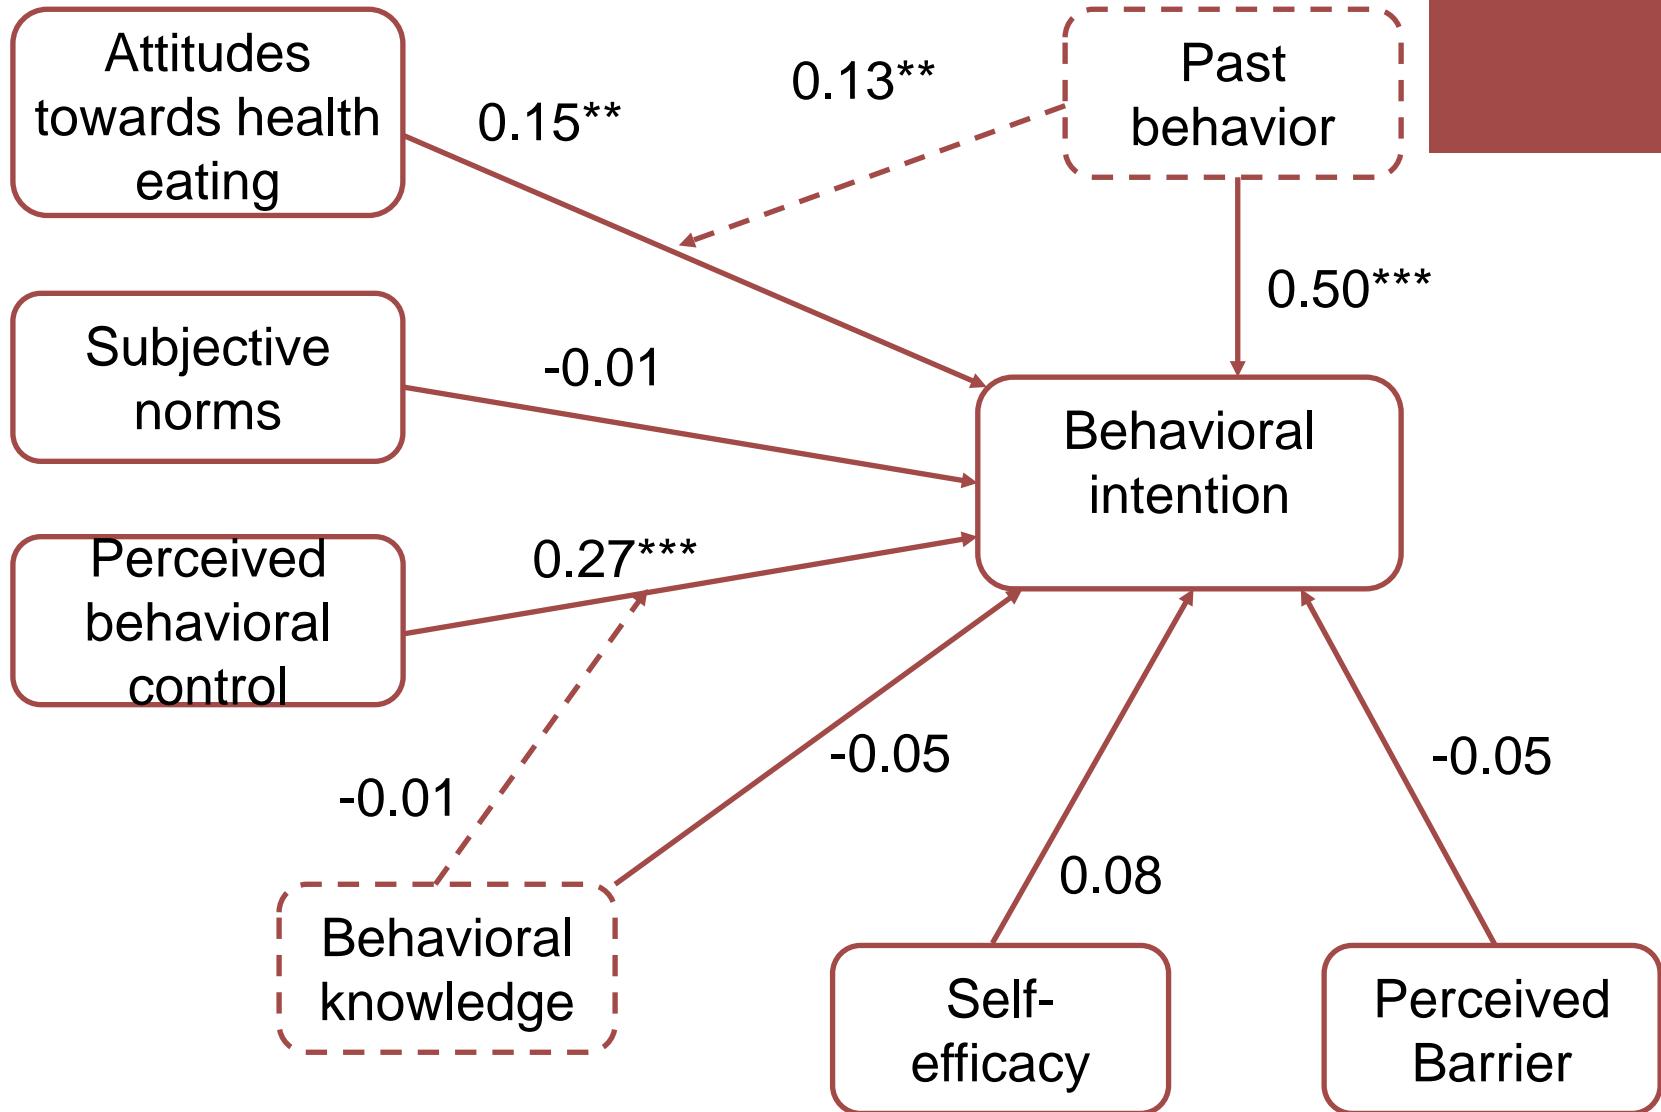 Attitudes
towards health
eating
0.15**
0.13**
Past
behavior
0.50***
Subjective
norms
-0.01
Behavioral
intention
Perceived
behavioral
control
0.27***
-0.01
-0.05
-0.05
0.08
Behavioral
knowledge
Self-
efficacy
Perceived
Barrier